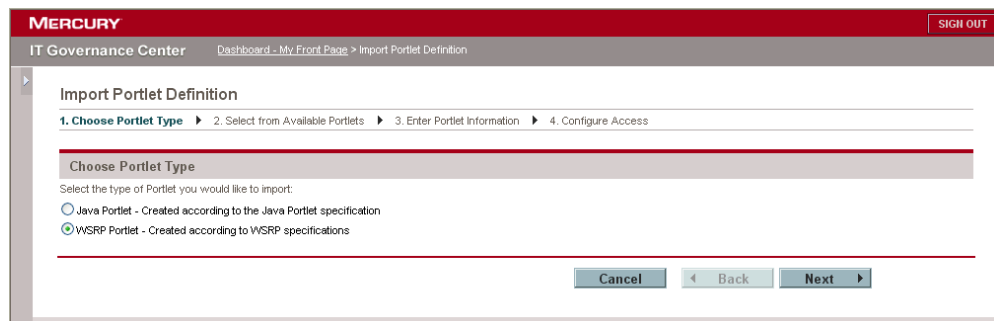 MERCURY
SIGN OUT
IT Governance Center
Dashboard - My Front Page > Import Portlet Definition
Import Portlet Definition
1. Choose Portlet Type 2. Select from Available Portlets 3. Enter Portlet Information 4. Configure Access
Choose Portlet Type
Select the type of Portlet you would like to import:
Java Portlet - Created according to the Java Portlet specification
WSRP Portlet - Created according to WSRP specifications
Cancel Back Next